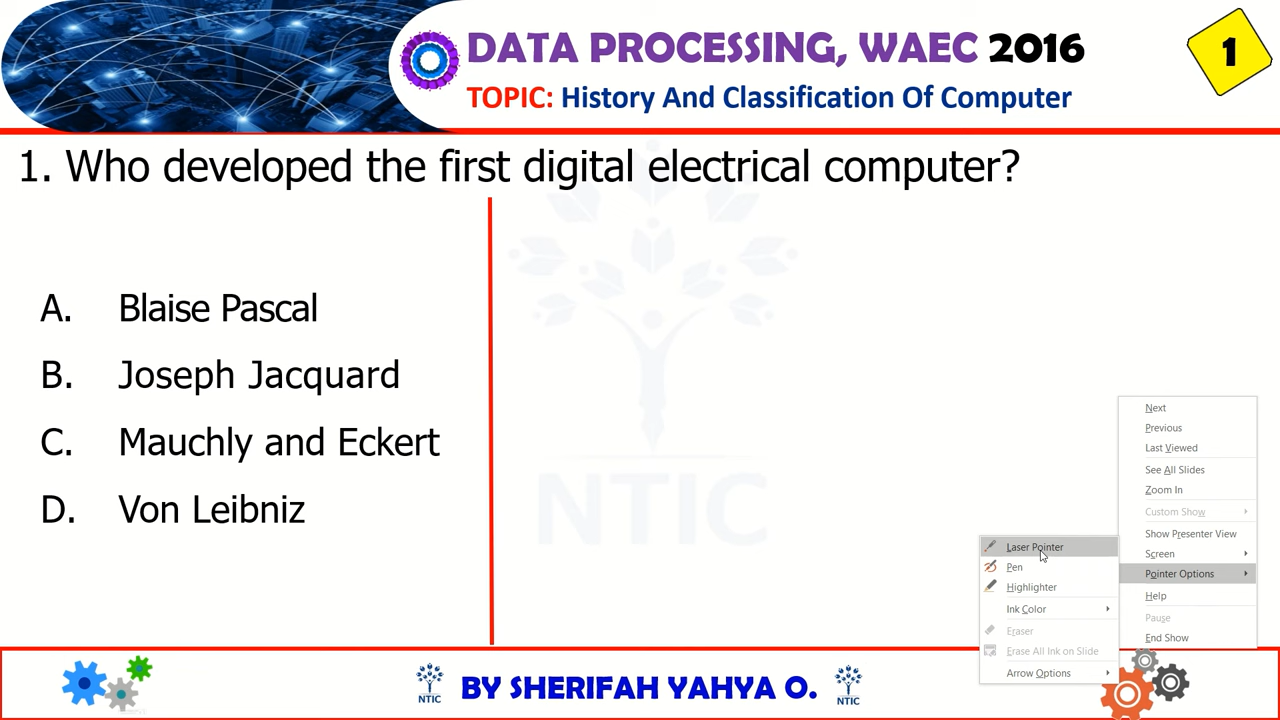 DATA PROCESSING, WAEC 2016
1
TOPIC: History And Classification Of Computer
1. Who developed the first digital electrical computer?
A. Blaise Pascal
B. Joseph Jacquard
C. Mauchly and Eckert
D. Von Leibniz
NTIC
Next
Previous
Last Viewed
See All Slides
Zoom In
Custom Show
Show Presenter View
Screen
Pointer Options
Help
Pause
End Show
Laser Pointer
Pen
Highlighter
Ink Color
Eraser
Erase All Ink on Slide
Arrow Options
NTIC
BY SHERIFAH YAHYA O.
NTIC